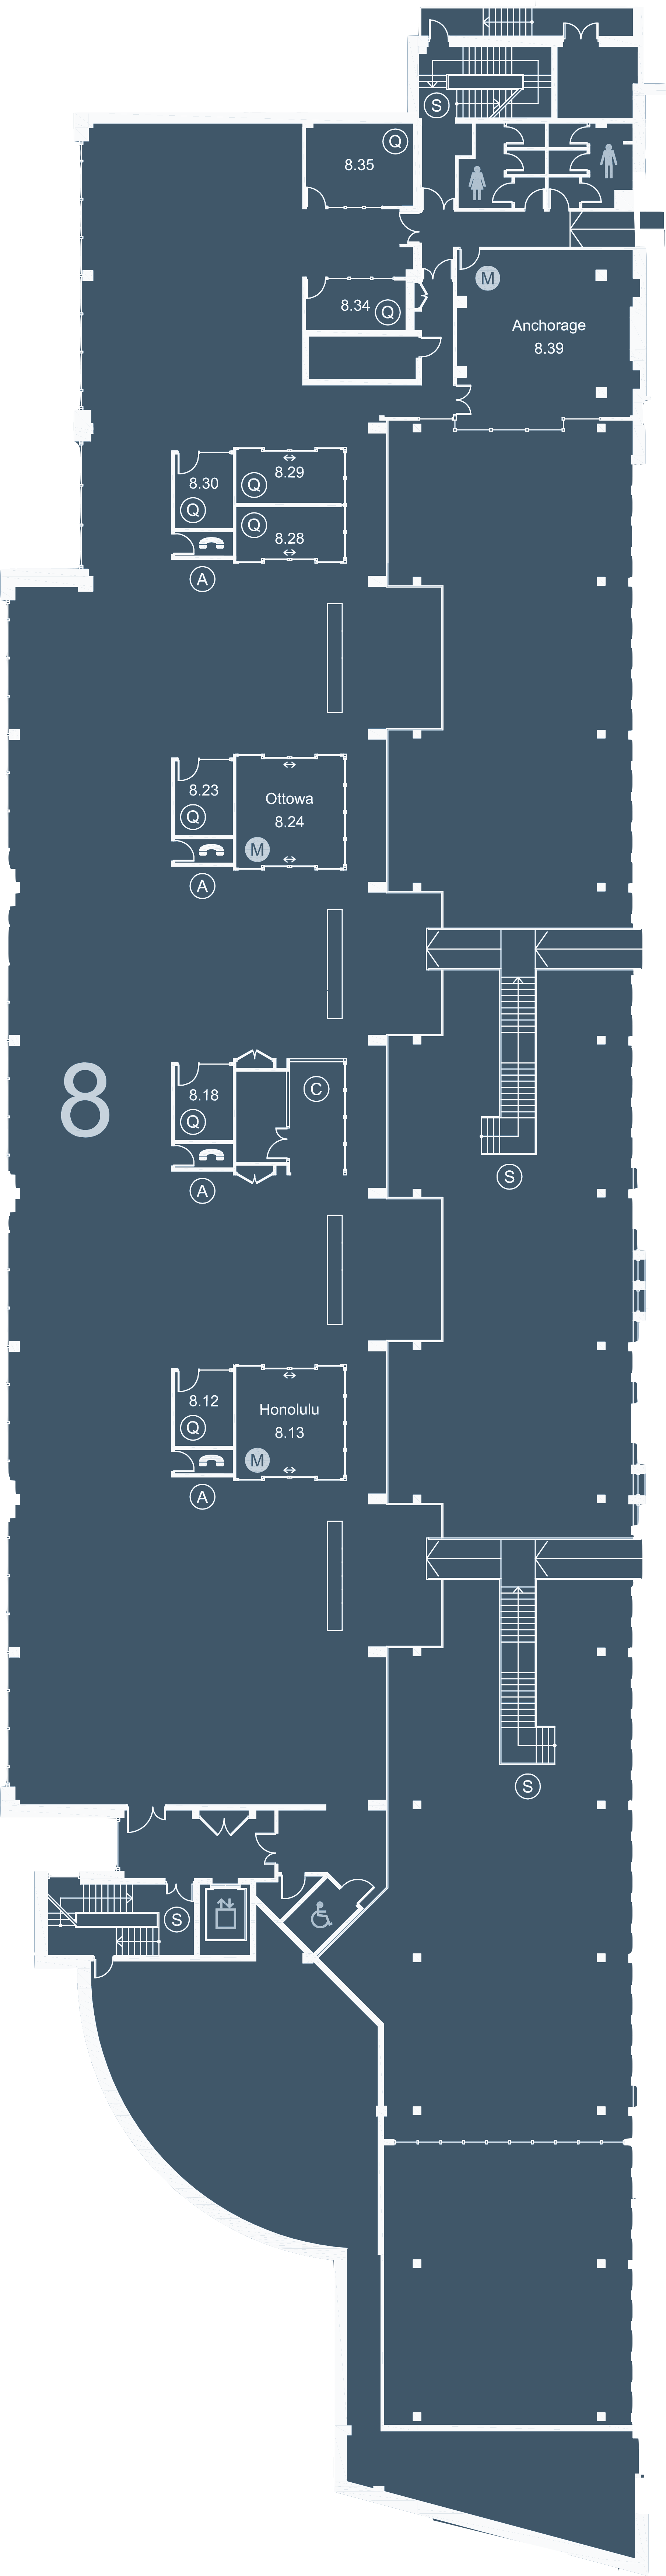 S
Q
8.35
M
8.34
Q
Anchorage
8.39
8.30
Q
8.29
Q
Q
8.28
A
8.23
Q
Ottowa
8.24
M
A
8
8.18
Q
C
A
S
8.12
Q
Honolulu
8.13
M
A
S
S